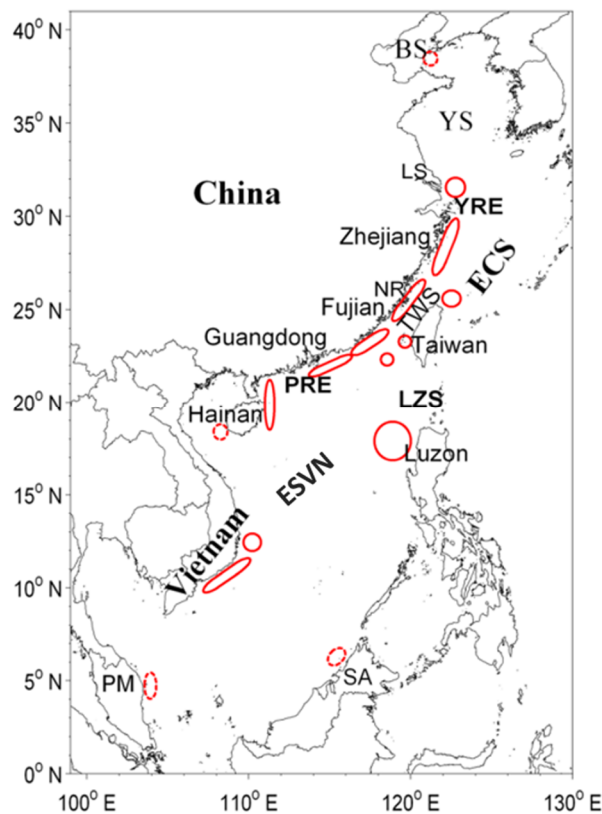 40° N
BS
35° N
YS
LS
30° N
China
YRE
Zhejiang
ECS
25° N
NR
Fujian
TWS
Guangdong
Taiwan
20° N
PRE
Hainan
LZS
Luzon
15° N
ESVN
Vietnam
10° N
5° N
PM
SA
0° N
100° E
110° E
120° E
130° E